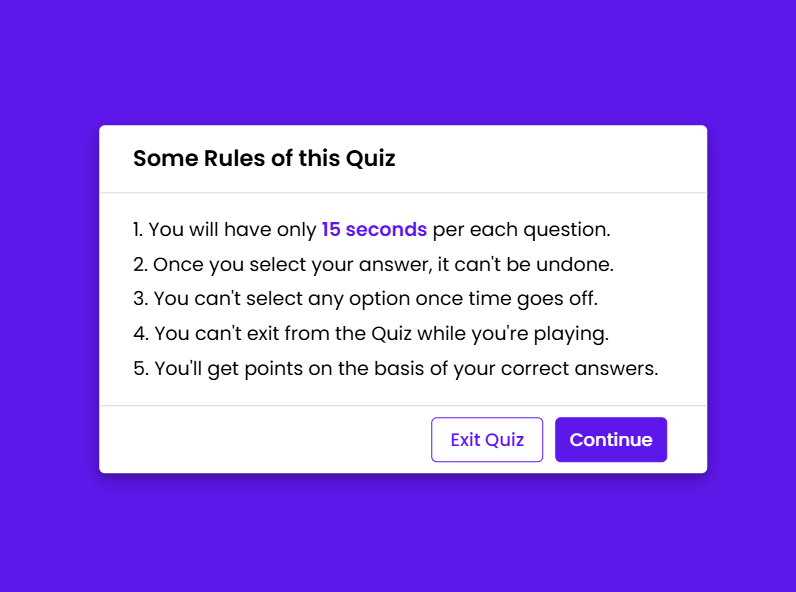 Some Rules of this Quiz
1. You will have only 15 seconds per each question.
2. Once you select your answer, it can't be undone.
3. You can't select any option once time goes off.
4. You can't exit from the Quiz while you're playing.
5. You'll get points on the basis of your correct answers.
Exit Quiz Continue